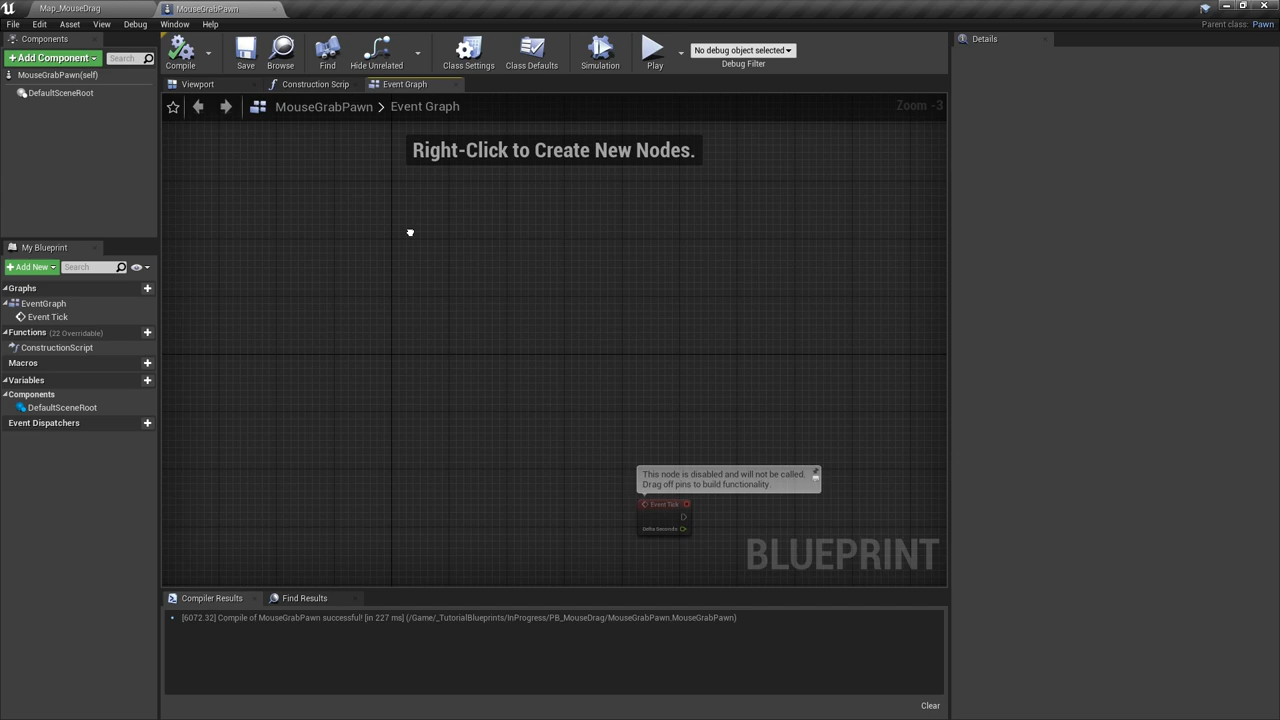 Map_MouseDrag
MouseGrabPawn
File
Edit
Asset
View
Debug
Window
Help
Parent class: Pawn
Components
+Add Component
Search
MouseGrabPawn(self)
DefaultSceneRoot
Compile
Save
Browse
Find
Hide Unrelated
Class Settings
Class Defaults
Simulation
Play
No debug object selected
Debug Filter
Details
Viewport
Construction Scrip
Event Graph
MouseGrabPawn > Event Graph
Zoom -3
Right-Click to Create New Nodes.
My Blueprint
+Add New
Search
Graphs
EventGraph
Event Tick
Functions (22 Overridable)
ConstructionScript
Macros
Variables
Components
DefaultSceneRoot
Event Dispatchers
This node is disabled and will not be called.
Drag off pins to build functionality.
Event Tick
Delta Seconds
BLUEPRINT
Compiler Results
Find Results
[6072.32] Compile of MouseGrabPawn successful! [in 227 ms] (/Game/_TutorialBlueprints/InProgress/PB_MouseDrag/MouseGrabPawn.MouseGrabPawn)
Clear